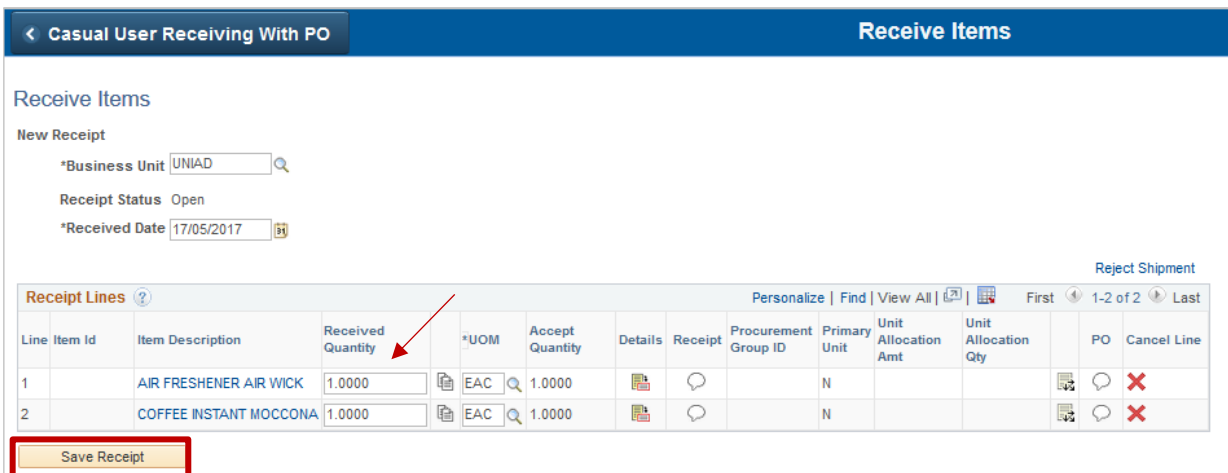 Casual User Receiving With PO Receive Items
Receive Items
New Receipt
*Business Unit UNIAD
Receipt Status Open
*Received Date 17/05/2017 31
Reject Shipment
Receipt Lines ? Personalize | Find | View All | | First 1-2 of 2 Last
Line Item Id Item Description Received Quantity *UOM Accept Quantity Details Receipt Procurement Group ID Primary Unit Unit Allocation Amt Unit Allocation Qty PO Cancel Line
1 AIR FRESHENER AIR WICK 1.0000 EAC 1.0000 N
2 COFFEE INSTANT MOCCONA 1.0000 EAC 1.0000 N
Save Receipt